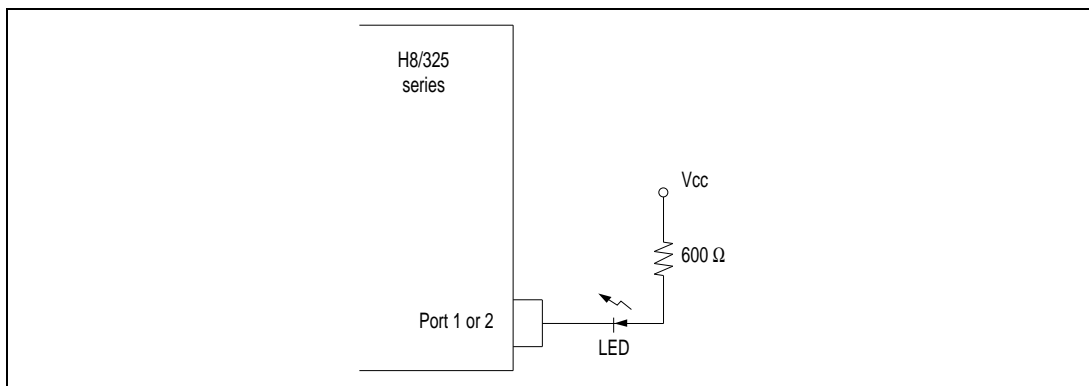 H8/325
series
Vcc
600 Ω
Port 1 or 2
LED